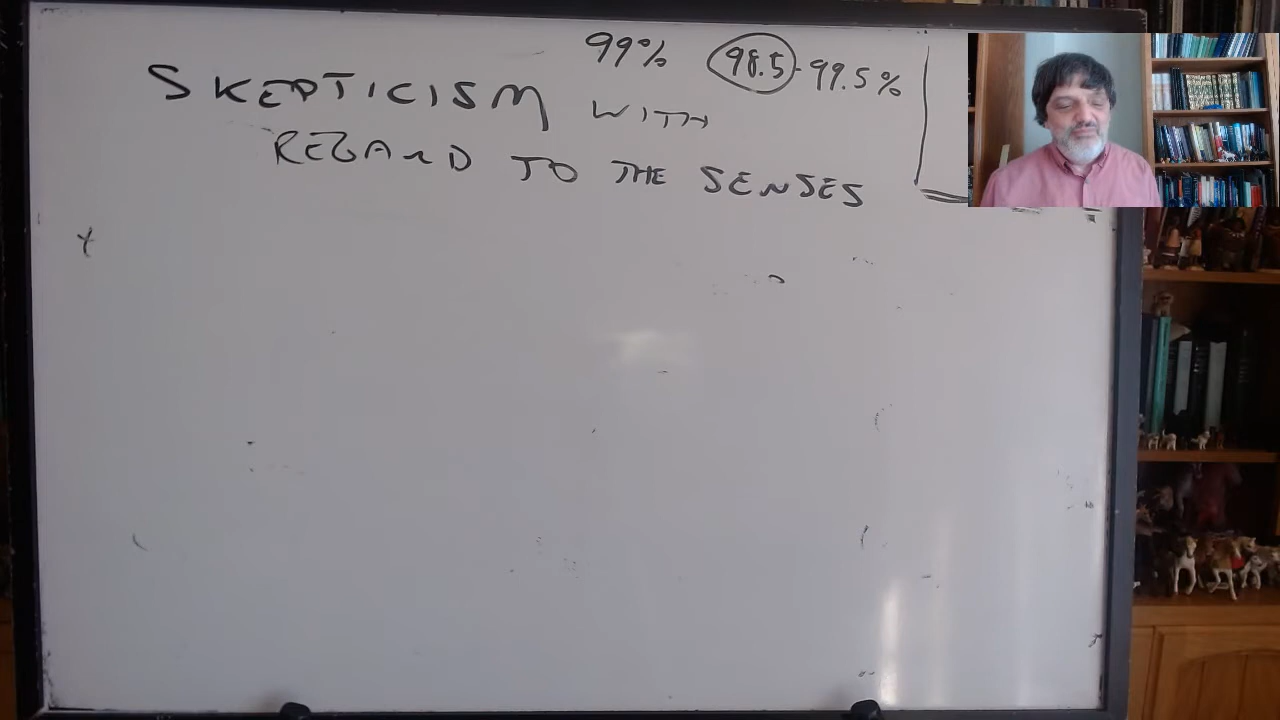 99% 98.5-99.5%
SKEPTICISM WITH
REGARD TO THE SENSES